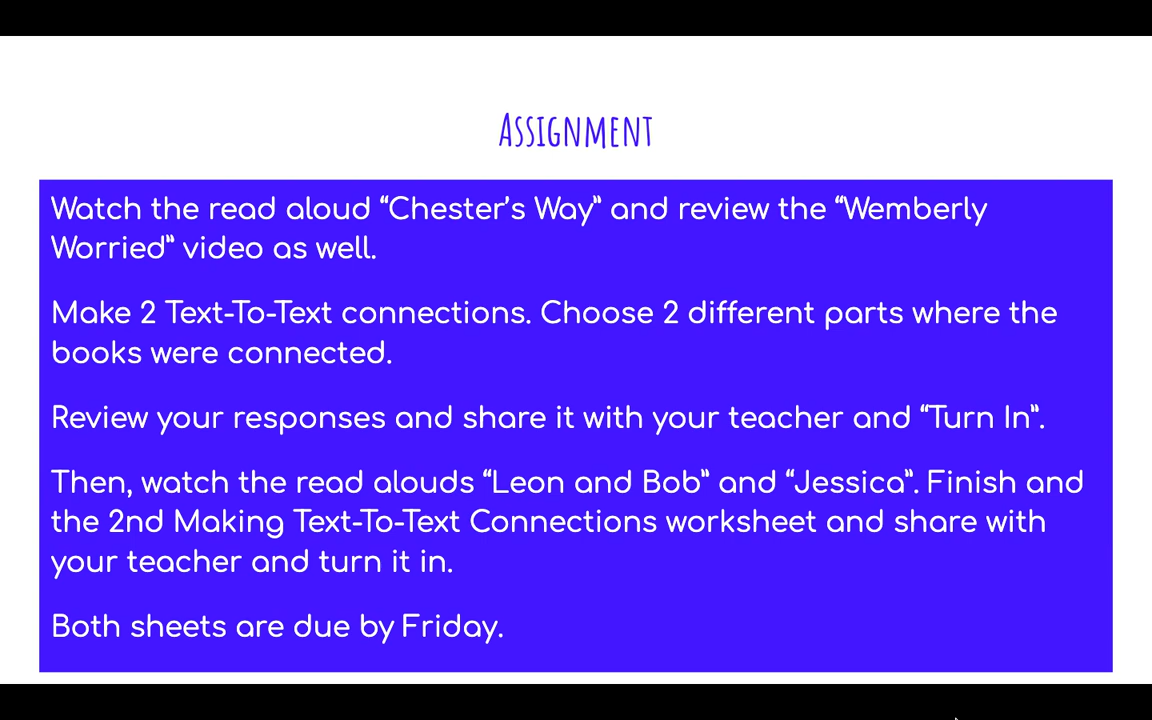 Assignment
Watch the read aloud “Chester’s Way” and review the “Wemberly
Worried” video as well.
Make 2 Text-To-Text connections. Choose 2 different parts where the
books were connected.
Review your responses and share it with your teacher and “Turn In”.
Then, watch the read alouds “Leon and Bob” and “Jessica”. Finish and
the 2nd Making Text-To-Text Connections worksheet and share with
your teacher and turn it in.
Both sheets are due by Friday.